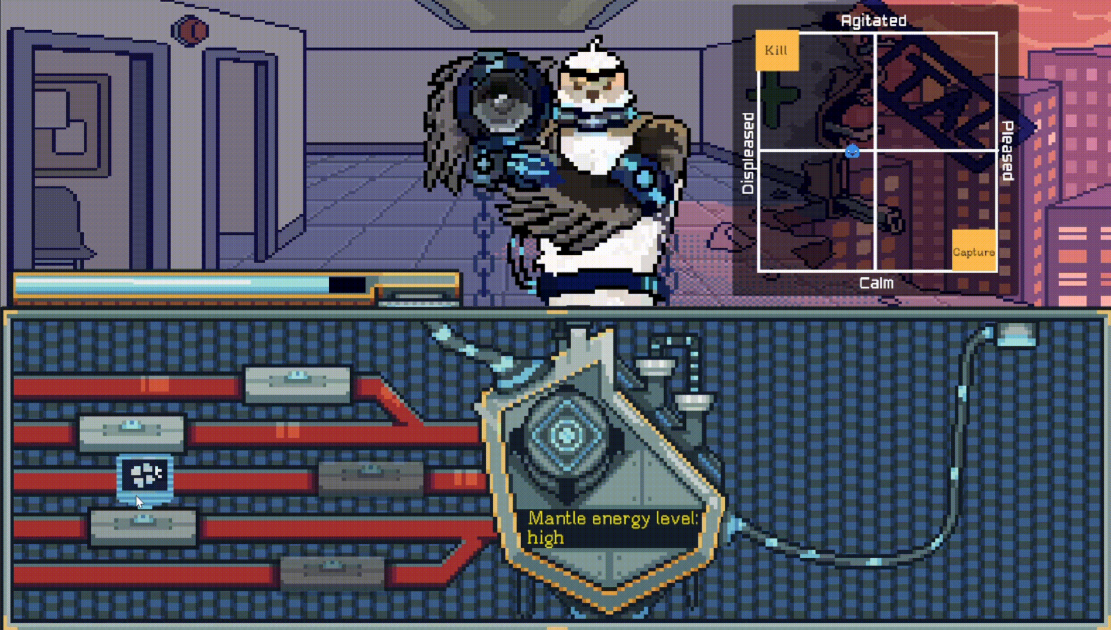 Agitated
Kill
Displeased
Pleased
Capture
Calm
Mantle energy level:
high